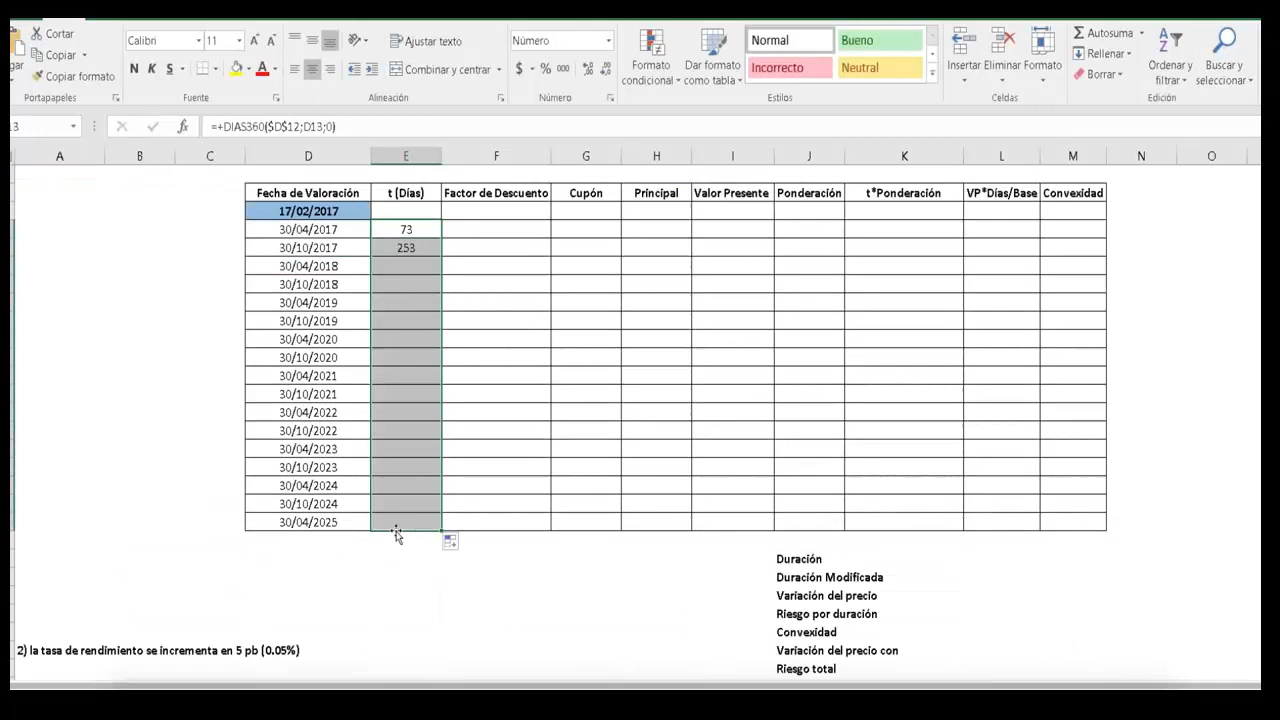 Cortar
Copiar
Copiar formato
Portapapeles
Calibri 11
N K S
Fuente
Ajustar texto
Combinar y centrar
Alineación
Número
$ % 000
Número
Formato condicional
Dar formato como tabla
Normal Bueno
Incorrecto Neutral
Estilos
Insertar Eliminar Formato
Celdas
Autosuma
Rellenar
Borrar
Ordenar y filtrar
Buscar y seleccionar
Edición
fx =+DIAS360($D$12;D13;0)
A B C D E F G H I J K L M N O
Fecha de Valoración t (Días) Factor de Descuento Cupón Principal Valor Presente Ponderación t*Ponderación VP*Días/Base Convexidad
17/02/2017
30/04/2017 73
30/10/2017 253
30/04/2018
30/10/2018
30/04/2019
30/10/2019
30/04/2020
30/10/2020
30/04/2021
30/10/2021
30/04/2022
30/10/2022
30/04/2023
30/10/2023
30/04/2024
30/10/2024
30/04/2025
Duración
Duración Modificada
Variación del precio
Riesgo por duración
Convexidad
2) la tasa de rendimiento se incrementa en 5 pb (0.05%) Variación del precio con
Riesgo total